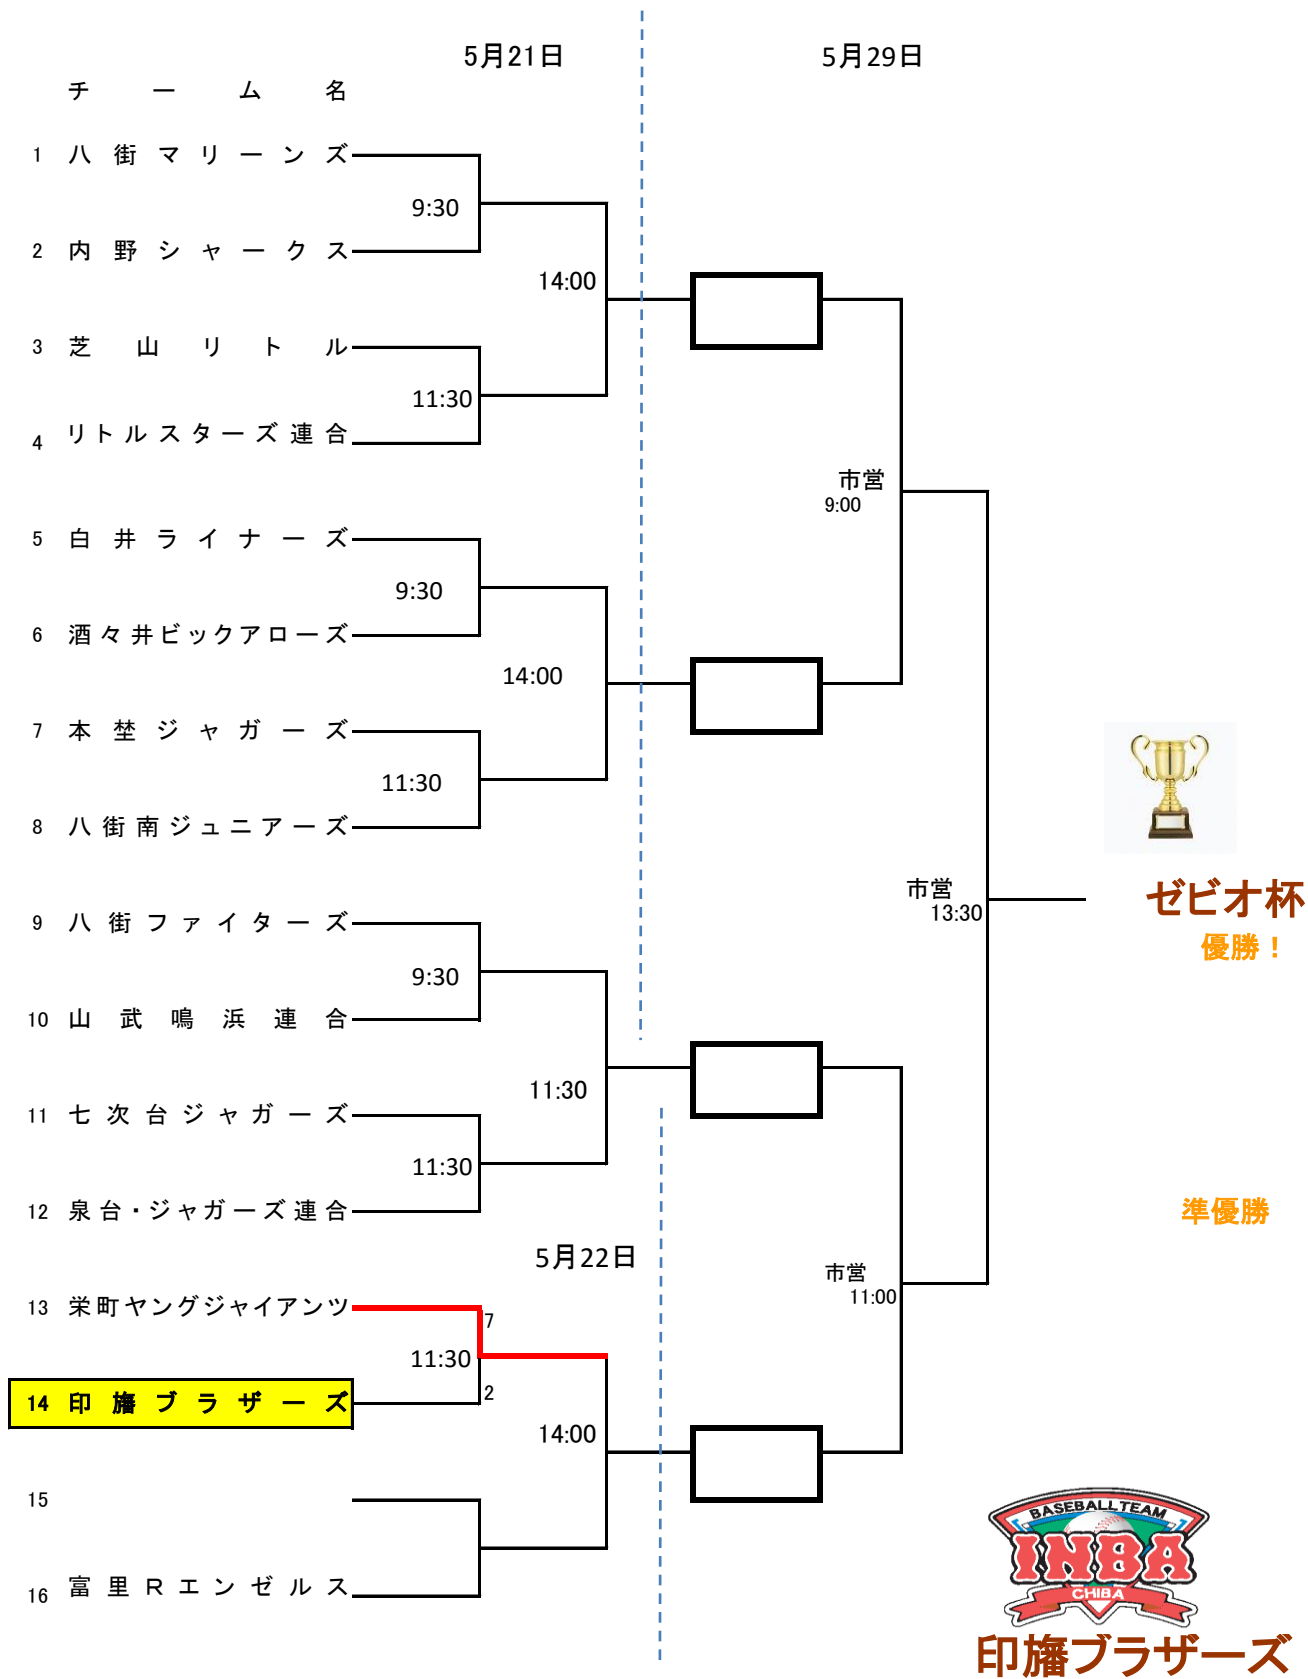 5月21日
5月29日
チーム名
1 八街マリーンズ
9:30
2 内野シャークス
14:00
3 芝山リトル
11:30
4 リトルスターズ連合
市営
9:00
5 白井ライナーズ
9:30
6 酒々井ビックアローズ
14:00
7 本埜ジャガーズ
11:30
8 八街南ジュニアーズ
市営
13:30
ゼビオ杯
優勝！
9 八街ファイターズ
9:30
10 山武鳴浜連合
11:30
11 七次台ジャガーズ
11:30
12 泉台・ジャガーズ連合
準優勝
5月22日
市営
11:00
13 栄町ヤングジャイアンツ
7
11:30
14 印旛ブラザーズ
2
14:00
15
16 富里Rエンゼルス
BASEBALL TEAM
INBA
CHIBA
印旛ブラザーズ